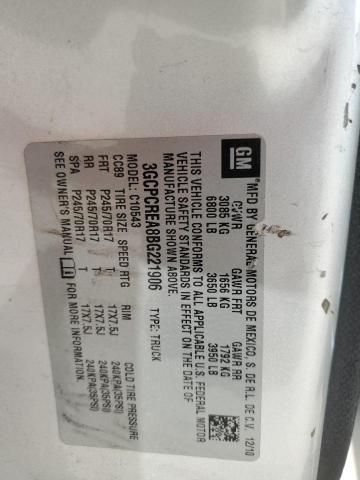 GM
MFD BY GENERAL MOTORS DE MEXICO, S. DE R.L. DE C.V. 12/10
GVWR GAWR FRT GAWR RR
3085 KG 1655 KG 1792 KG
6800 LB 3650 LB 3950 LB
THIS VEHICLE CONFORMS TO ALL APPLICABLE U.S. FEDERAL MOTOR
VEHICLE SAFETY STANDARDS IN EFFECT ON THE DATE OF
MANUFACTURE SHOWN ABOVE.
3GCPCREA8BG221906 TYPE: TRUCK
MODEL: C10543
CC89 TIRE SIZE SPEED RTG RIM COLD TIRE PRESSURE
FRT P245/70R17 T 17X7.5J 240KPA(35PSI)
RR P245/70R17 T 17X7.5J 240KPA(35PSI)
SPA P245/70R17 T 17X7.5J 240KPA(35PSI)
SEE OWNER'S MANUAL FOR MORE INFORMATION.